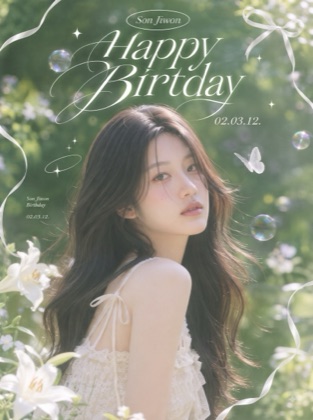 Son Jiwon
Happy
Birtday
02.03.12.
Son Jiwon
Birthday
02.03.12